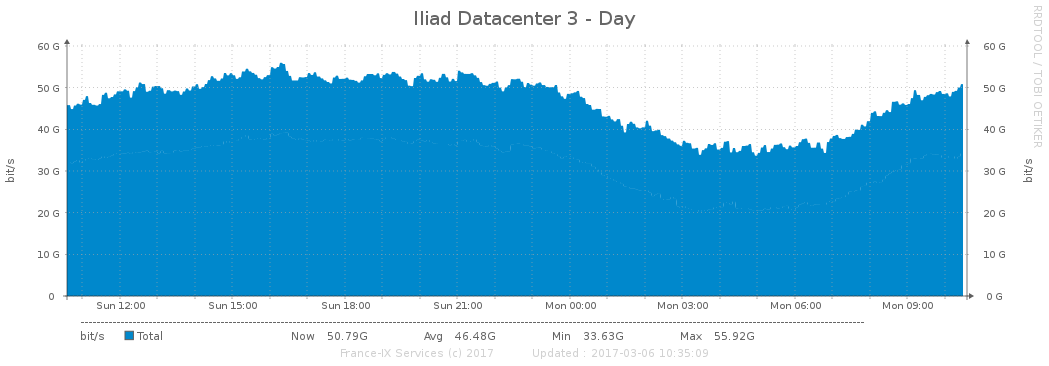 Iliad Datacenter 3 - Day
RRDTOOL / TOBI OETIKER
60 G 60 G
50 G 50 G
40 G 40 G
30 G 30 G
20 G 20 G
10 G 10 G
0 0 G
bit/s bit/s
Sun 12:00 Sun 15:00 Sun 18:00 Sun 21:00 Mon 00:00 Mon 03:00 Mon 06:00 Mon 09:00
bit/s Total Now 50.79G Avg 46.48G Min 33.63G Max 55.92G
France-IX Services (c) 2017 Updated : 2017-03-06 10:35:09